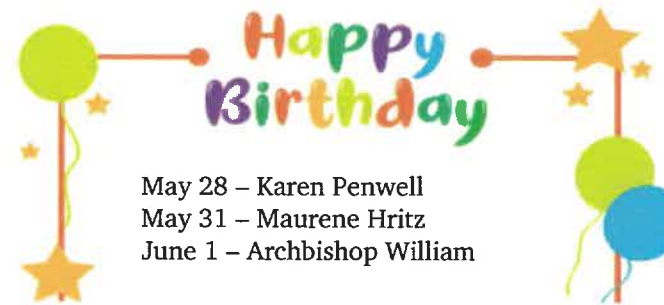 Happy
Birthday
May 28 – Karen Penwell
May 31 – Maurene Hritz
June 1 – Archbishop William